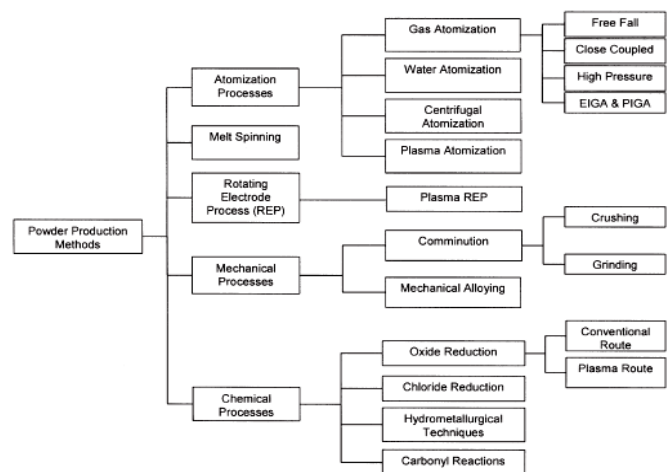 Powder Production
Methods
Atomization
Processes
Melt Spinning
Rotating
Electrode
Process (REP)
Mechanical
Processes
Chemical
Processes
Gas Atomization
Water Atomization
Centrifugal
Atomization
Plasma Atomization
Plasma REP
Comminution
Mechanical Alloying
Oxide Reduction
Chloride Reduction
Hydrometallurgical
Techniques
Carbonyl Reactions
Free Fall
Close Coupled
High Pressure
EIGA & PIGA
Crushing
Grinding
Conventional
Route
Plasma Route